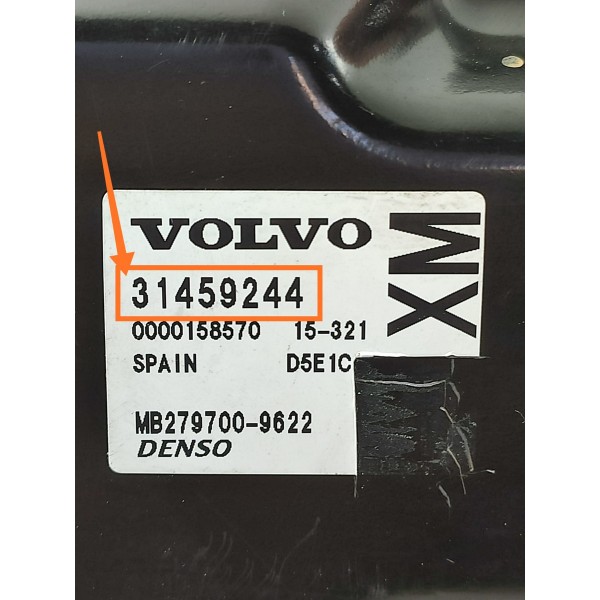 VOLVO
31459244
0000158570 15-321
SPAIN D5E1C
MB279700-9622
DENSO
XM